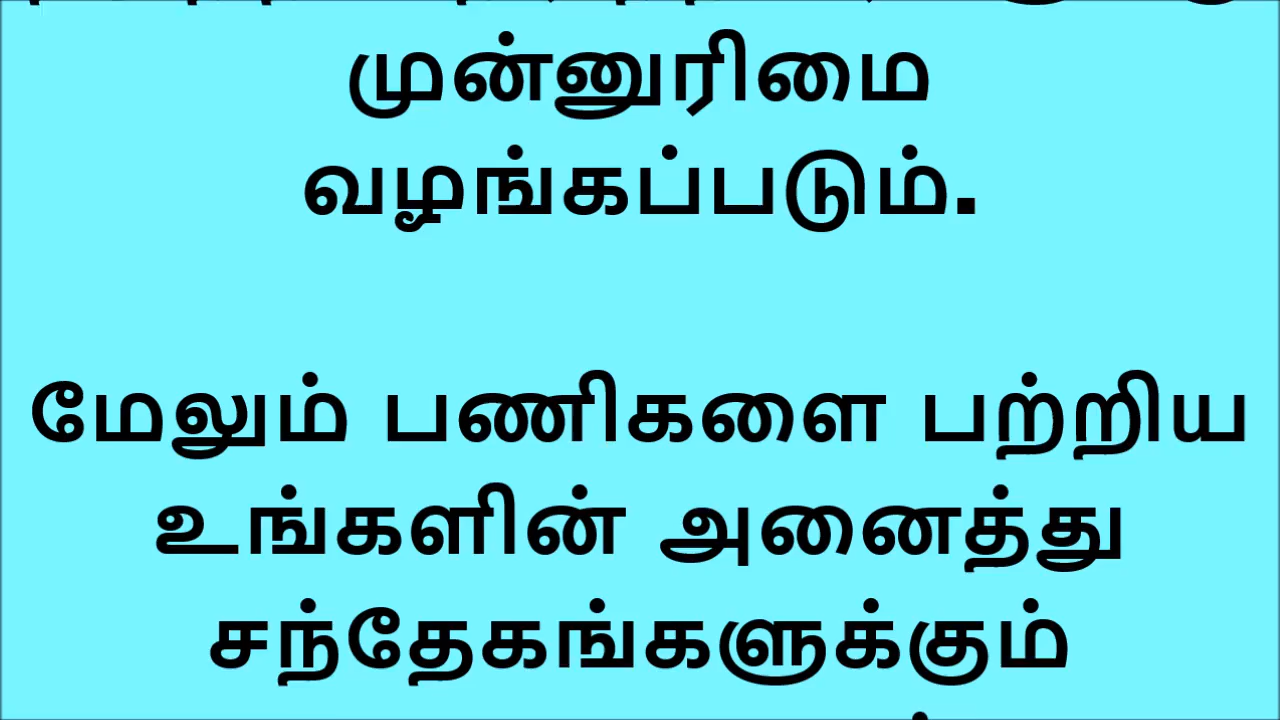 முன்னுரிமை
வழங்கப்படும்.
மேலும் பணிகளை பற்றிய
உங்களின் அனைத்து
சந்தேகங்களுக்கும்